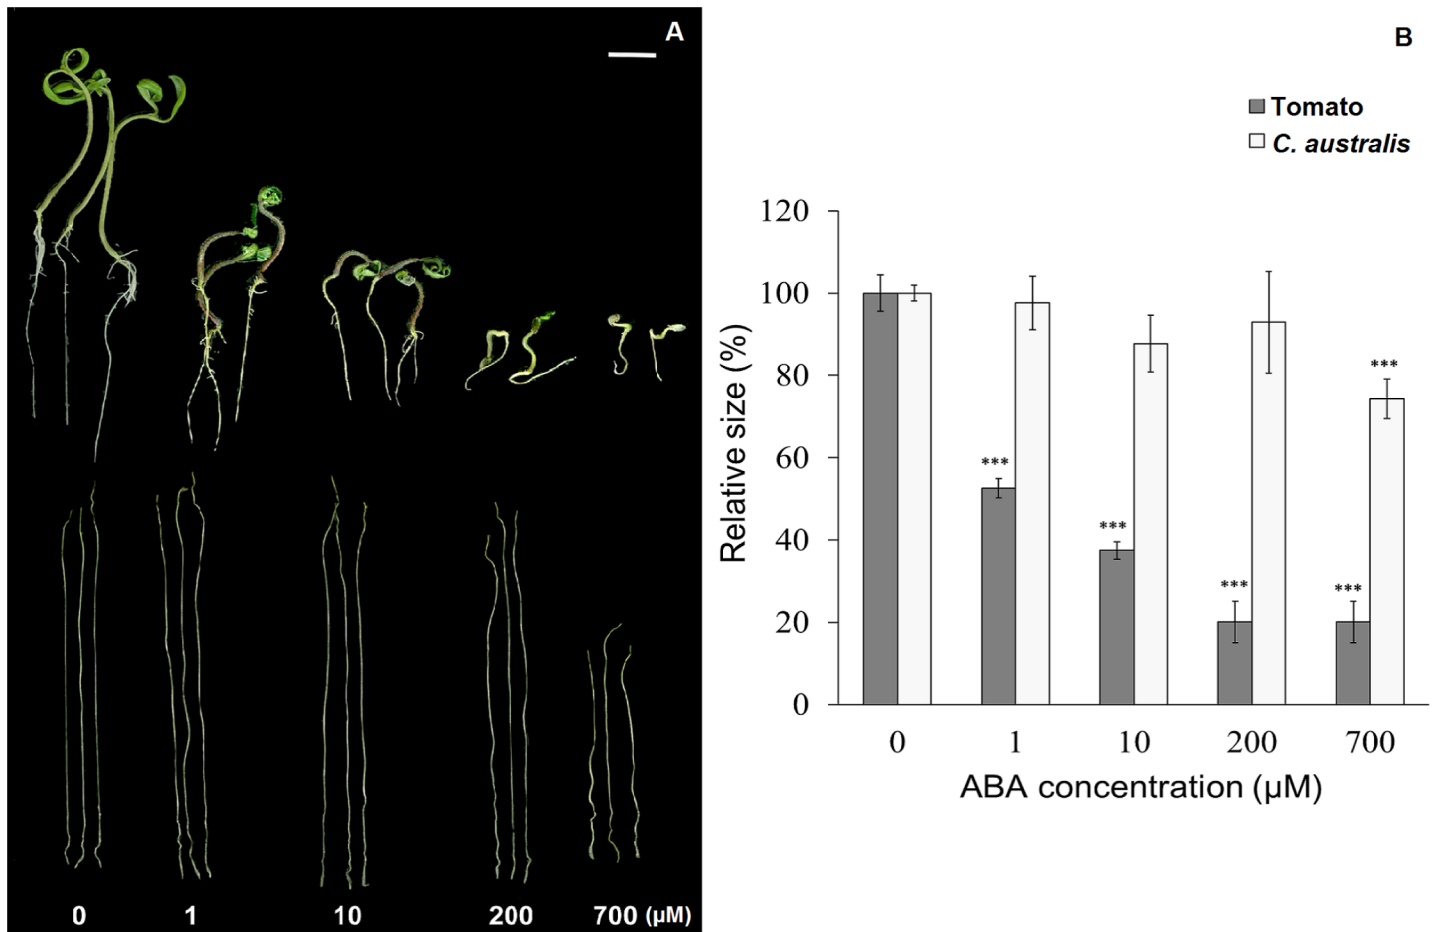 A
0 1 10 200 700 (µM)
B
Tomato
C. australis
Relative size (%)
120
100
80
60
40
20
0
***
***
***
***
***
0 1 10 200 700
ABA concentration (µM)